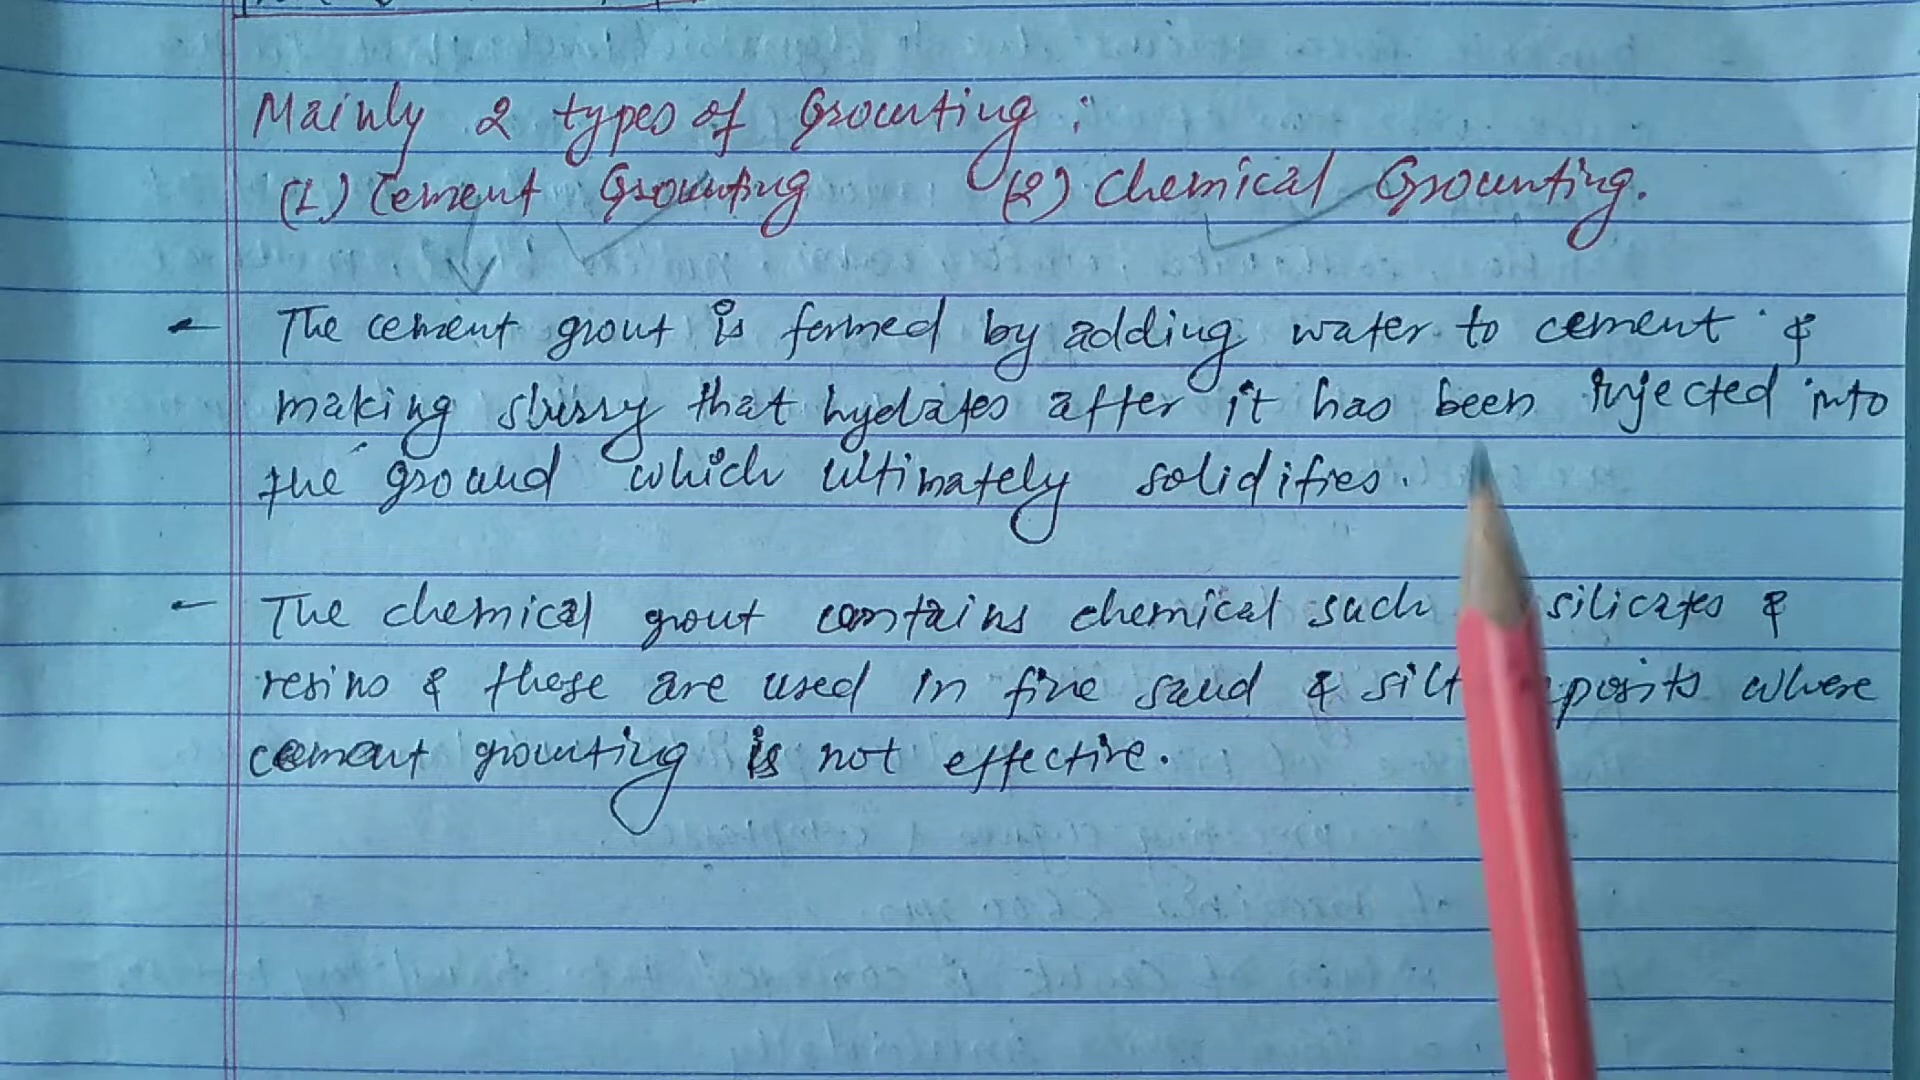 Mainly 2 types of Grouting :
(1) Cement Grouting (2) Chemical Grouting.
- The cement grout is formed by adding water to cement &
making slurry that hydrates after it has been injected into
the ground which ultimately solidifies.
- The chemical grout contains chemical such silicates &
resins & these are used in fine sand & silt posits where
cement grouting is not effective.